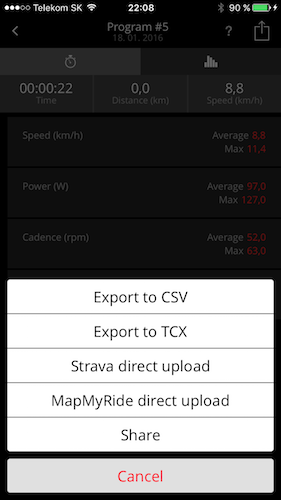 Telekom SK 22:08 90 %
Program #5
18. 01. 2016
?
00:00:22 0,0 8,8
Time Distance (km) Speed (km/h)
Speed (km/h) Average 8,8
Max 11,4
Power (W) Average 97,0
Max 127,0
Cadence (rpm) Average 52,0
Max 63,0
Export to CSV
Export to TCX
Strava direct upload
MapMyRide direct upload
Share
Cancel